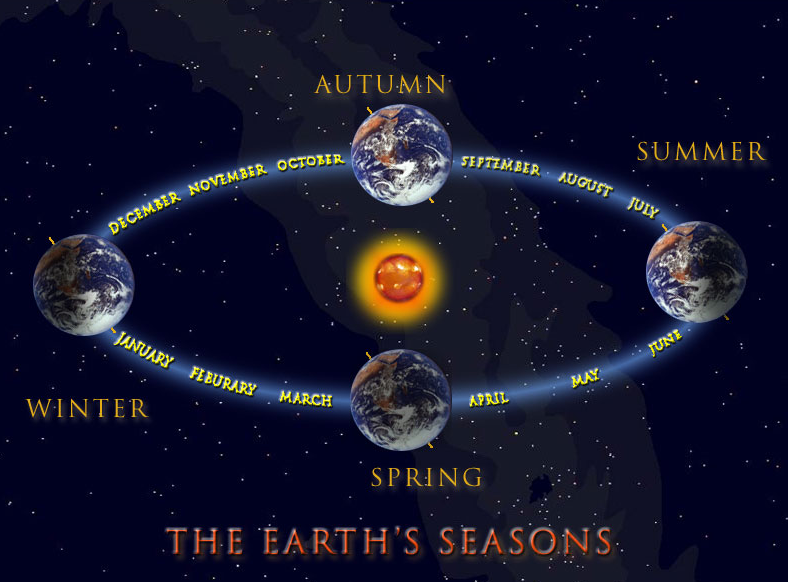 AUTUMN
SUMMER
OCTOBER
SEPTEMBER
NOVEMBER
AUGUST
DECEMBER
JULY
JANUARY
JUNE
FEBURARY
MAY
MARCH
APRIL
WINTER
SPRING
THE EARTH'S SEASONS